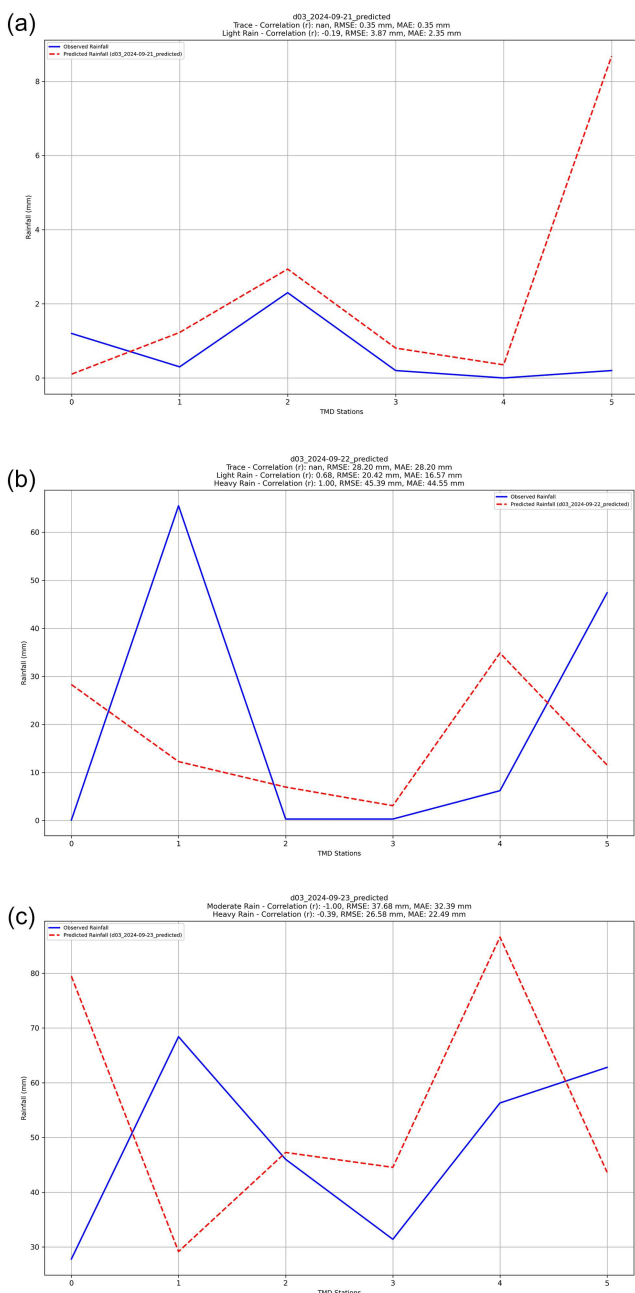 (a)
d03_2024-09-21_predicted
Trace - Correlation (r): nan, RMSE: 0.35 mm, MAE: 0.35 mm
Light Rain - Correlation (r): -0.19, RMSE: 3.87 mm, MAE: 2.35 mm
Observed Rainfall
Predicted Rainfall (d03_2024-09-21_predicted)
8
6
4
2
0
Rainfall (mm)
0 1 2 3 4 5
TMD Stations
(b)
d03_2024-09-22_predicted
Trace - Correlation (r): nan, RMSE: 28.20 mm, MAE: 28.20 mm
Light Rain - Correlation (r): 0.68, RMSE: 20.42 mm, MAE: 16.57 mm
Heavy Rain - Correlation (r): 1.00, RMSE: 45.39 mm, MAE: 44.55 mm
Observed Rainfall
Predicted Rainfall (d03_2024-09-22_predicted)
60
50
40
30
20
10
0
Rainfall (mm)
0 1 2 3 4 5
TMD Stations
(c)
d03_2024-09-23_predicted
Moderate Rain - Correlation (r): -1.00, RMSE: 37.68 mm, MAE: 32.39 mm
Heavy Rain - Correlation (r): -0.39, RMSE: 26.58 mm, MAE: 22.49 mm
Observed Rainfall
Predicted Rainfall (d03_2024-09-23_predicted)
80
70
60
50
40
30
Rainfall (mm)
0 1 2 3 4 5
TMD Stations